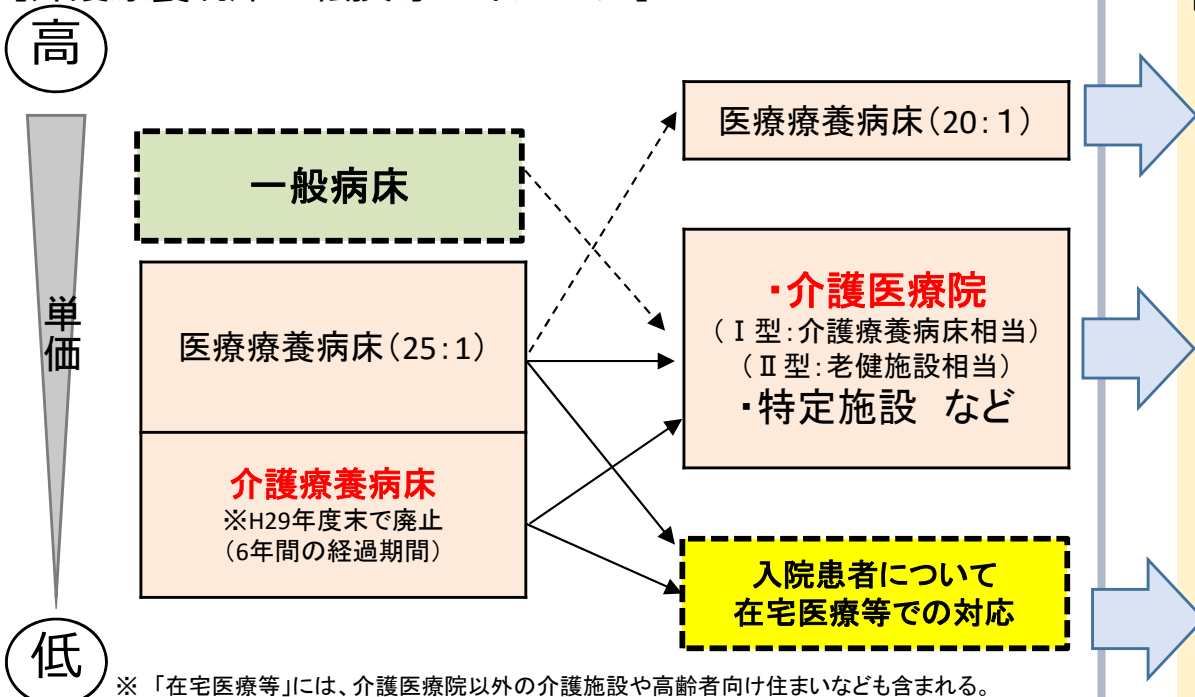 高
単価
低
一般病床
医療療養病床(25:1)
介護療養病床
※H29年度末で廃止
(6年間の経過期間)
医療療養病床(20:1)
・介護医療院
(Ⅰ型:介護療養病床相当)
(Ⅱ型:老健施設相当)
・特定施設 など
入院患者について
在宅医療等での対応
※ 「在宅医療等」には、介護医療院以外の介護施設や高齢者向け住まいなども含まれる。